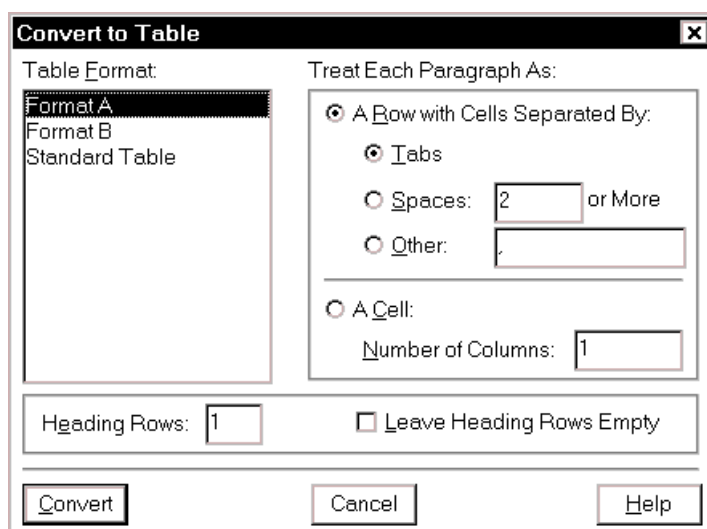 Convert to Table
Table Format:
Format A
Format B
Standard Table
Treat Each Paragraph As:
A Row with Cells Separated By:
Tabs
Spaces: 2 or More
Other: ,
A Cell:
Number of Columns: 1
Heading Rows: 1 Leave Heading Rows Empty
Convert Cancel Help